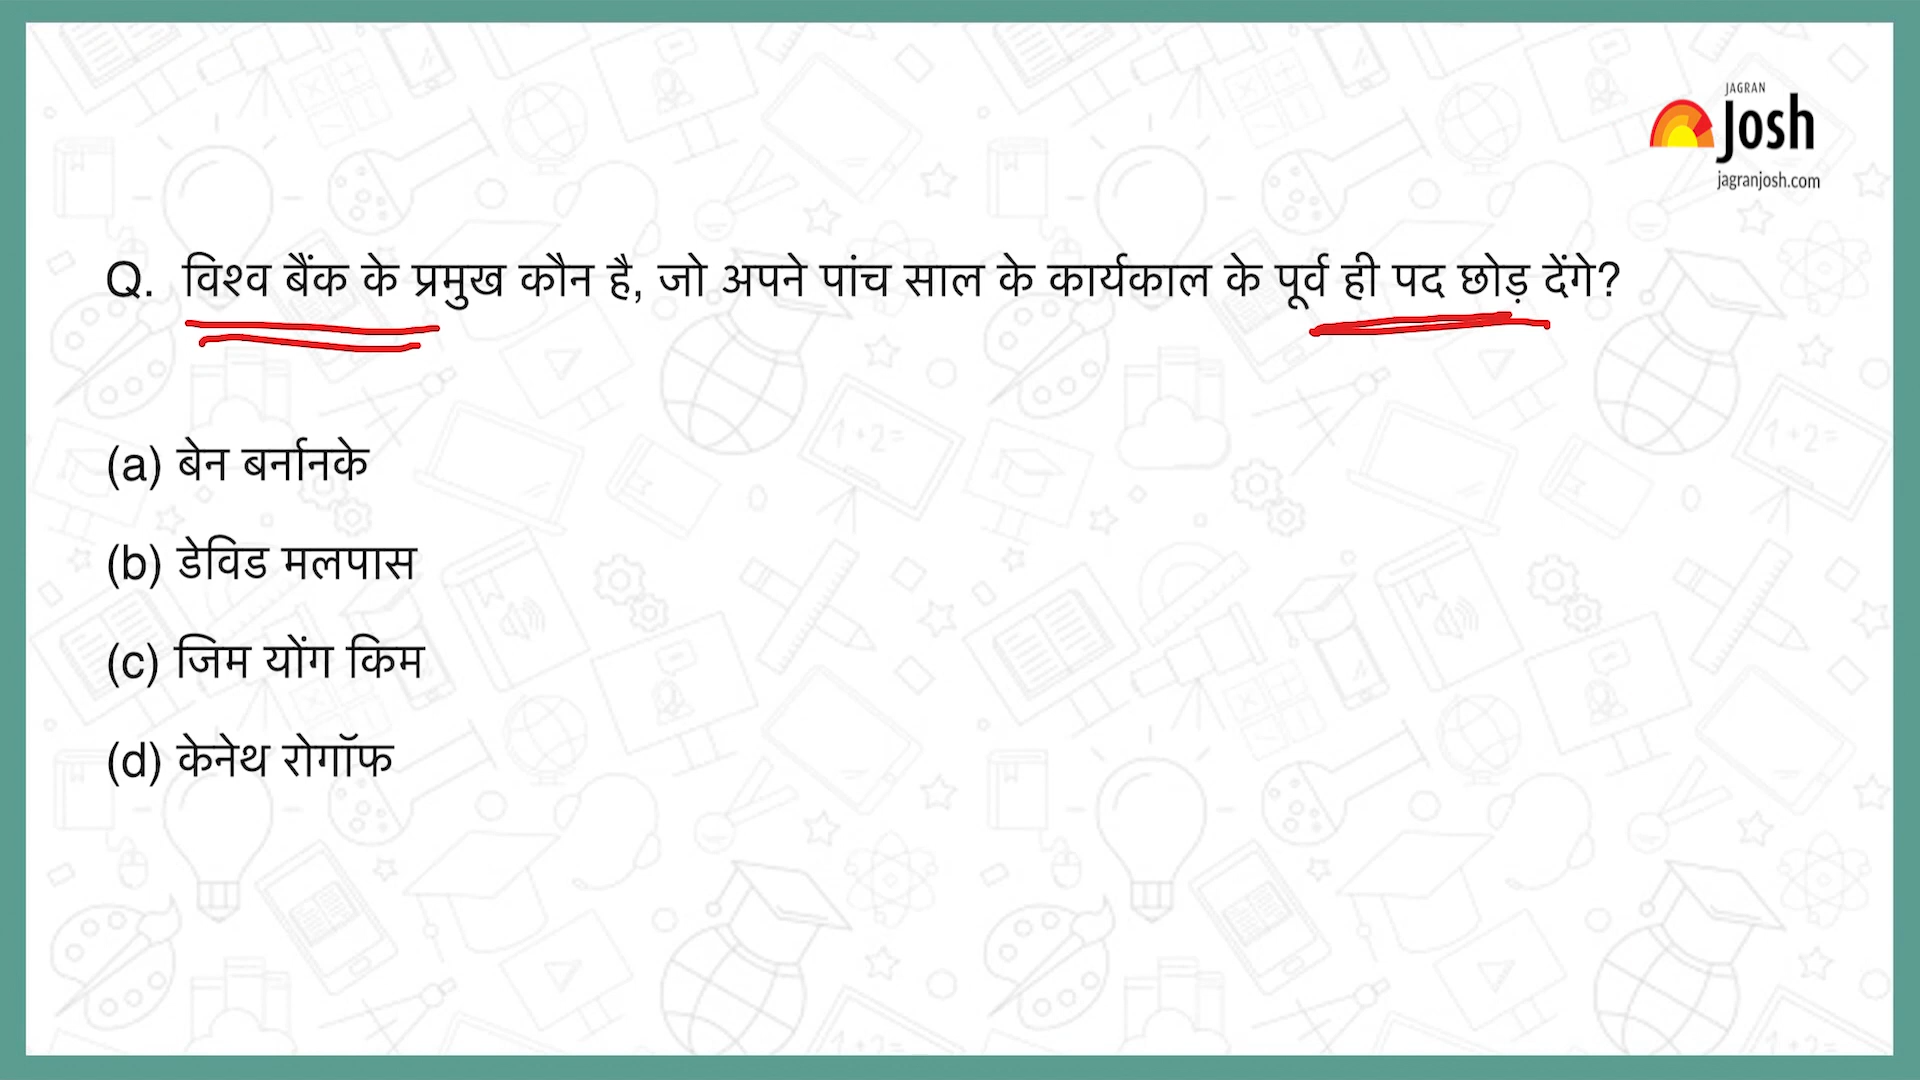 JAGRAN
Josh
jagranjosh.com
Q. विश्व बैंक के प्रमुख कौन है, जो अपने पांच साल के कार्यकाल के पूर्व ही पद छोड़ देंगे?
(a) बेन बर्नानके
(b) डेविड मलपास
(c) जिम योंग किम
(d) केनेथ रोगॉफ